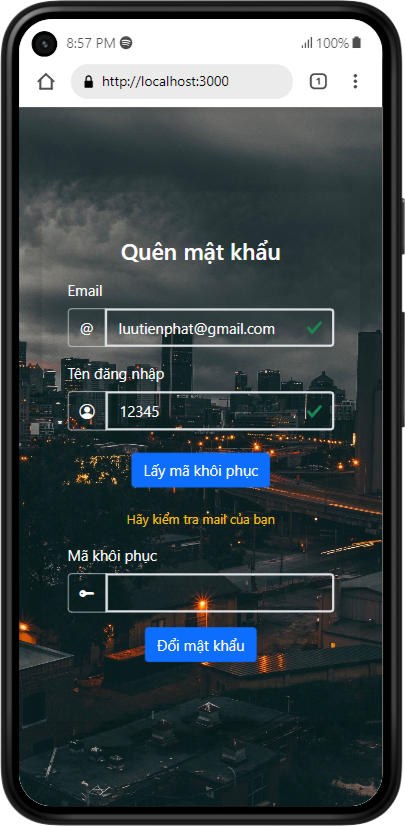 8:57 PM
100%
http://localhost:3000
1
Quên mật khẩu
Email
@
luutienphat@gmail.com
Tên đăng nhập
12345
Lấy mã khôi phục
Hãy kiểm tra mail của bạn
Mã khôi phục
Đổi mật khẩu